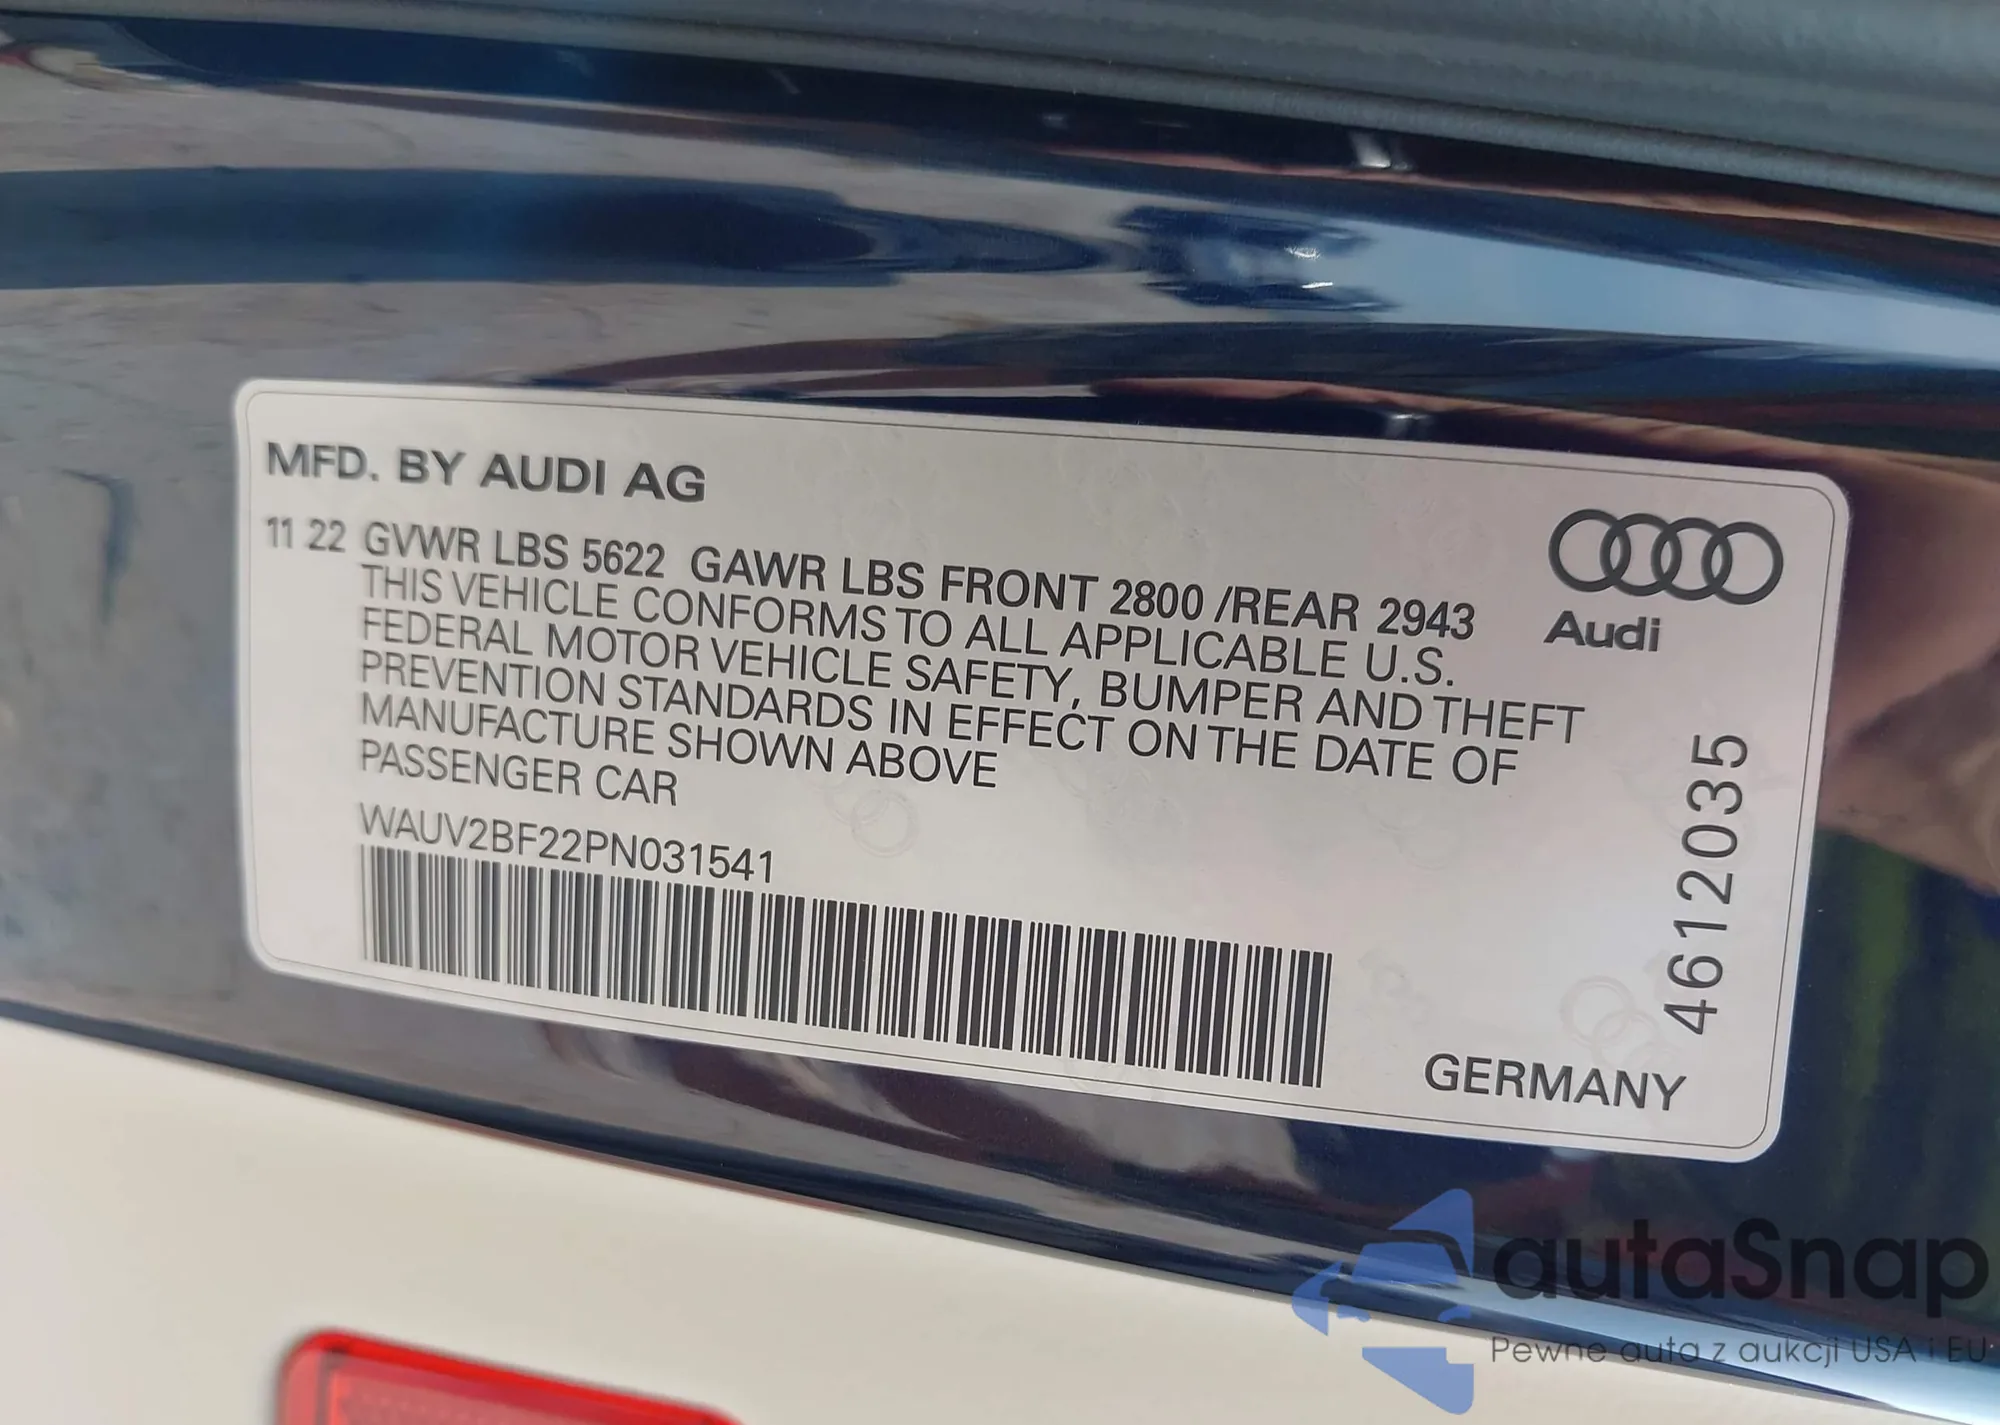 MFD. BY AUDI AG
11 22 GVWR LBS 5622 GAWR LBS FRONT 2800 /REAR 2943
THIS VEHICLE CONFORMS TO ALL APPLICABLE U.S.
FEDERAL MOTOR VEHICLE SAFETY, BUMPER AND THEFT
PREVENTION STANDARDS IN EFFECT ON THE DATE OF
MANUFACTURE SHOWN ABOVE
PASSENGER CAR
WAUV2BF22PN031541
Audi
4612035
GERMANY
autaSnap
Pewne auta z aukcji USA i EU